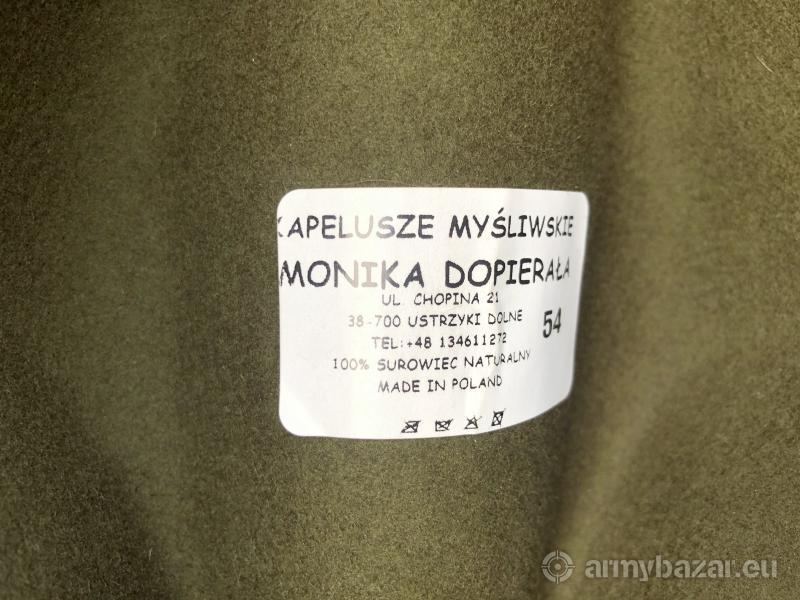 KAPELUSZE MYŚLIWSKIE
MONIKA DOPIERAŁA
UL. CHOPINA 21
38-700 USTRZYKI DOLNE
54
TEL:+48 134611272
100% SUROWIEC NATURALNY
MADE IN POLAND
armybazar.eu